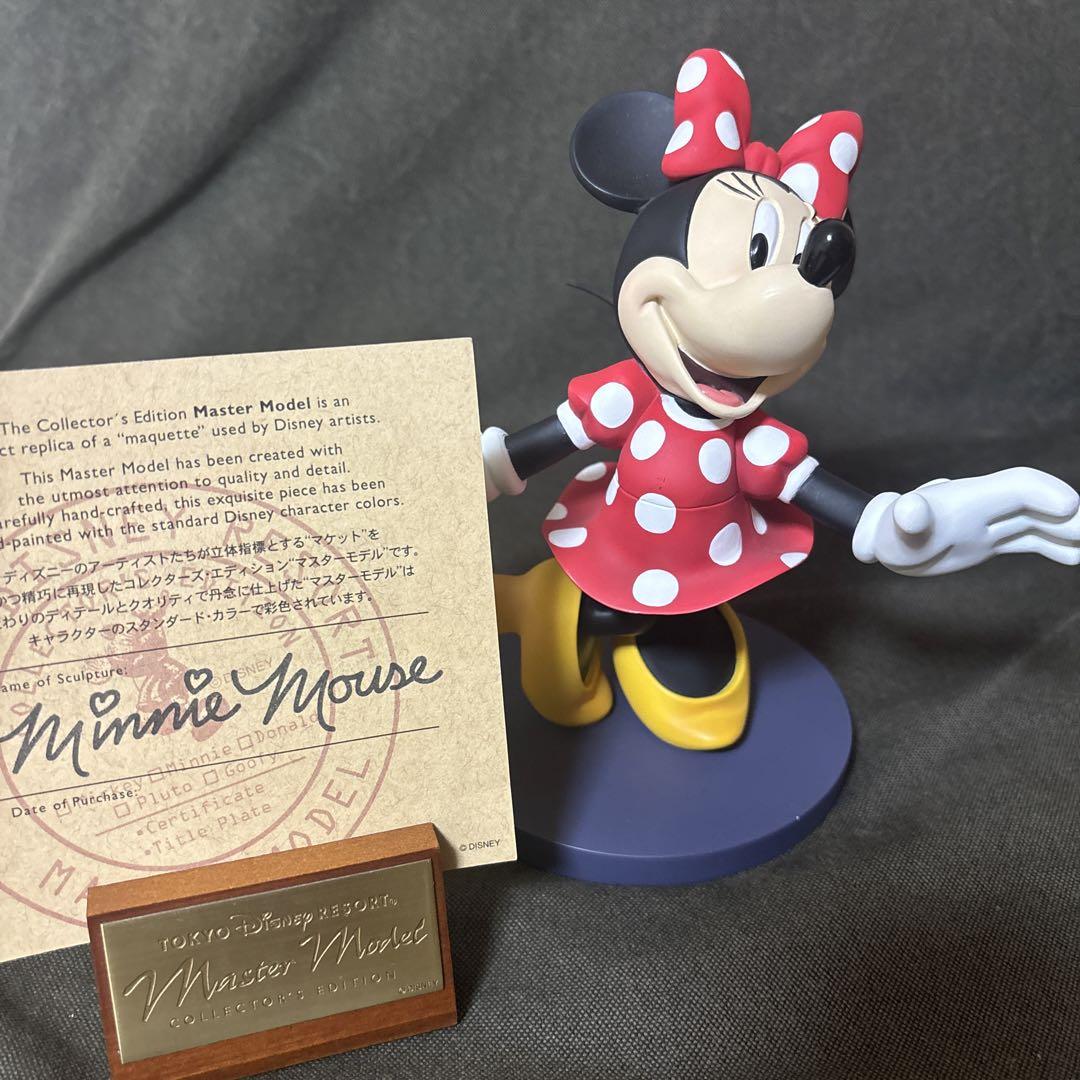 The Collector´s Edition Master Model is an
ct replica of a “maquette” used by Disney artists.
This Master Model has been created with
the utmost attention to quality and detail.
arefully hand-crafted, this exquisite piece has been
d-painted with the standard Disney character colors.
ディズニーのアーティストたちが立体指標とする“マケット”を
かつ精巧に再現したコレクターズ・エディション“マスターモデル”です。
わりのディテールとクオリティで丹念に仕上げた“マスターモデル”は
キャラクターのスタンダード・カラーで彩色されています。
ame of Sculpture:
©DISNEY
Minnie Mouse
Minnie □Donald
Date of Purchase:
□Pluto □Goofy
•Certificate
•Title Plate
© DISNEY
TOKYO Disney RESORT
Master Model
COLLECTOR'S EDITION
©DISNEY